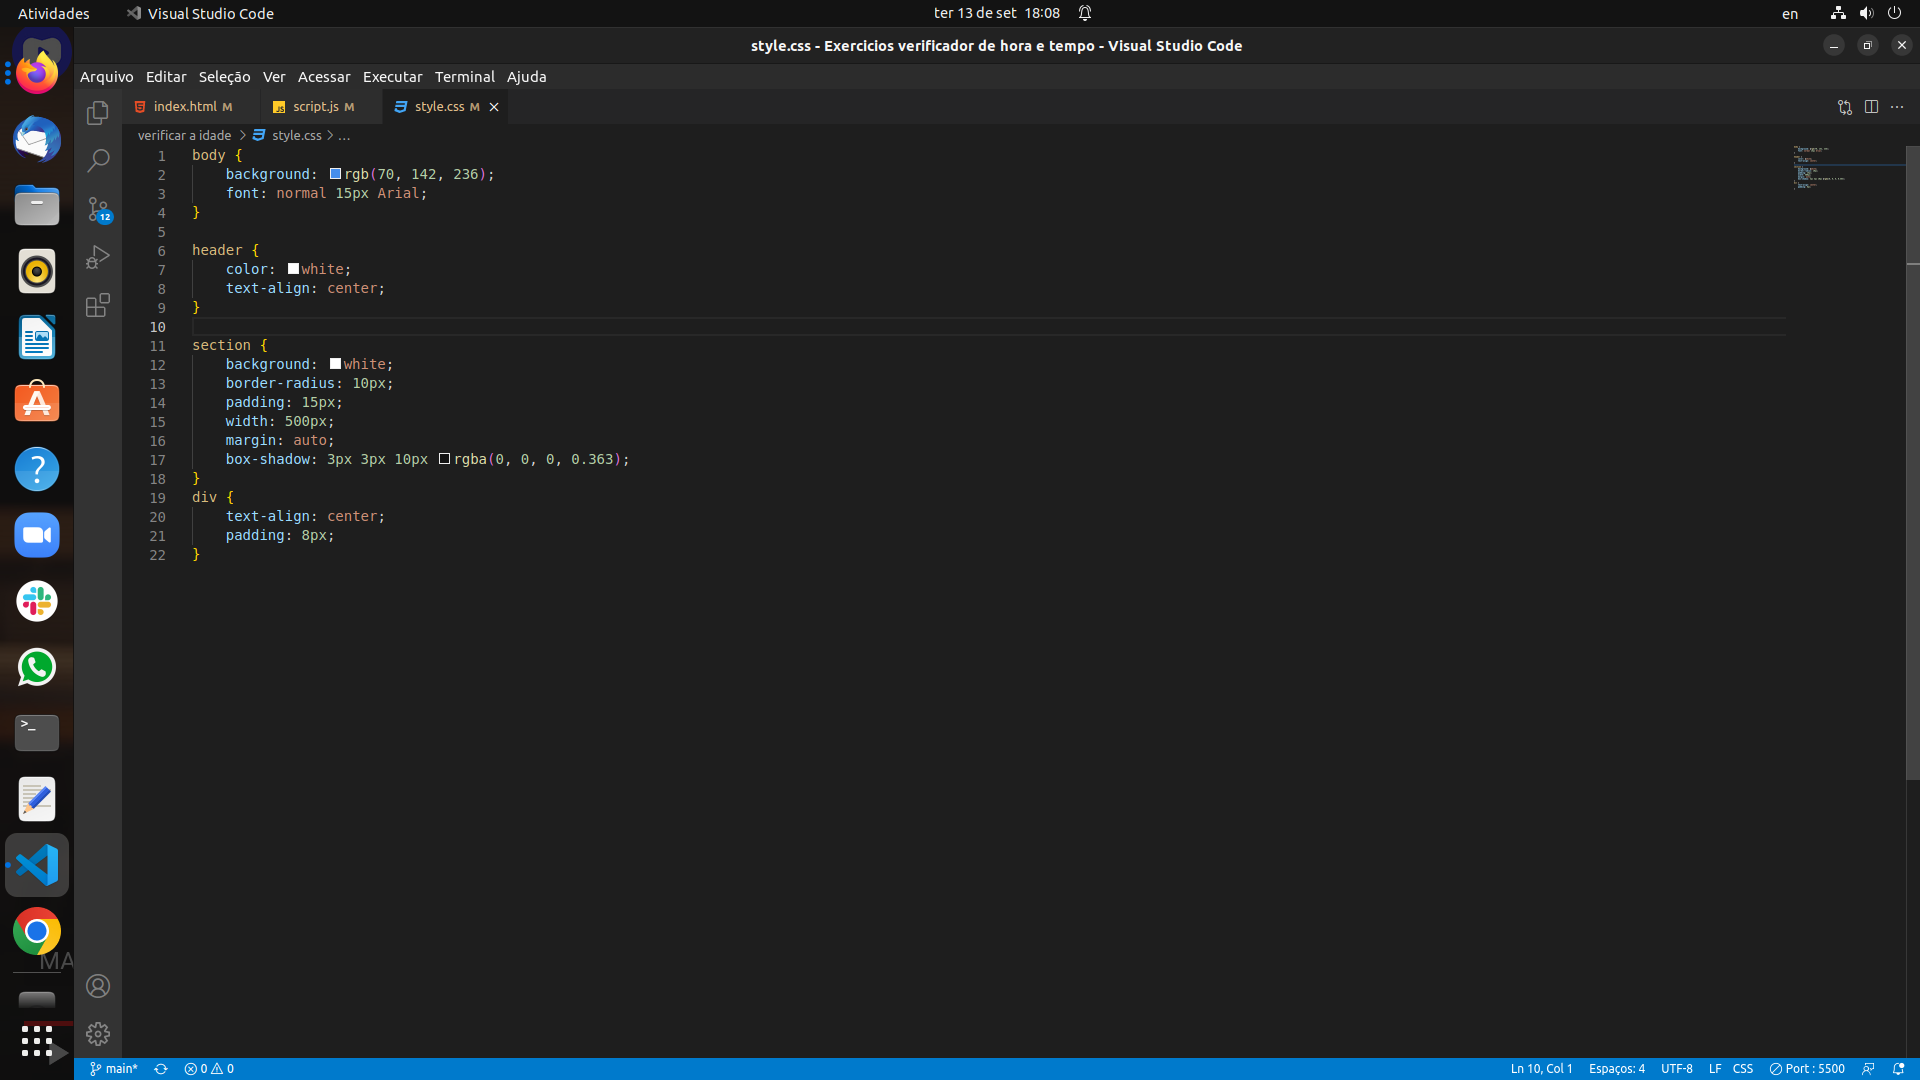 Atividades
Visual Studio Code
ter 13 de set 18:08
en
style.css - Exercicios verificador de hora e tempo - Visual Studio Code
Arquivo Editar Seleção Ver Acessar Executar Terminal Ajuda
index.html M
script.js M
style.css M
verificar a idade > style.css > ...
1 body {
2 background: rgb(70, 142, 236);
3 font: normal 15px Arial;
4 }
5
6 header {
7 color: white;
8 text-align: center;
9 }
10
11 section {
12 background: white;
13 border-radius: 10px;
14 padding: 15px;
15 width: 500px;
16 margin: auto;
17 box-shadow: 3px 3px 10px rgba(0, 0, 0, 0.363);
18 }
19 div {
20 text-align: center;
21 padding: 8px;
22 }
12
MA
main* 0 0
Ln 10, Col 1 Espaços: 4 UTF-8 LF CSS Port : 5500